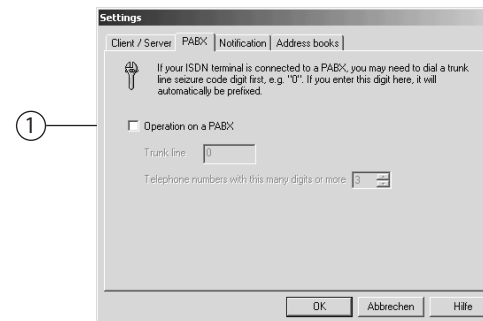 Settings
Client / Server PABX Notification Address books
If your ISDN terminal is connected to a PABX, you may need to dial a trunk
line seizure code digit first, e.g. "0". If you enter this digit here, it will
automatically be prefixed.
1
Operation on a PABX
Trunk line 0
Telephone numbers with this many digits or more 3
OK Abbrechen Hilfe